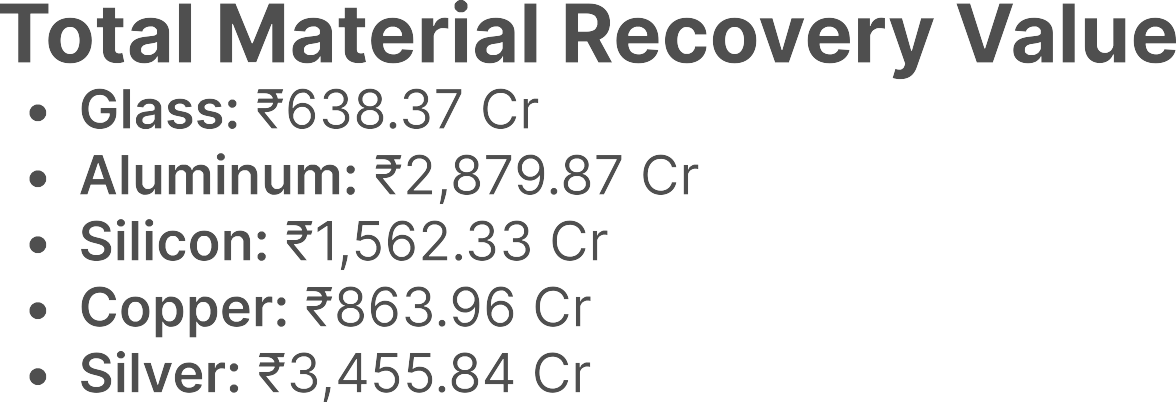 Total Material Recovery Value
• Glass: ₹638.37 Cr
• Aluminum: ₹2,879.87 Cr
• Silicon: ₹1,562.33 Cr
• Copper: ₹863.96 Cr
• Silver: ₹3,455.84 Cr